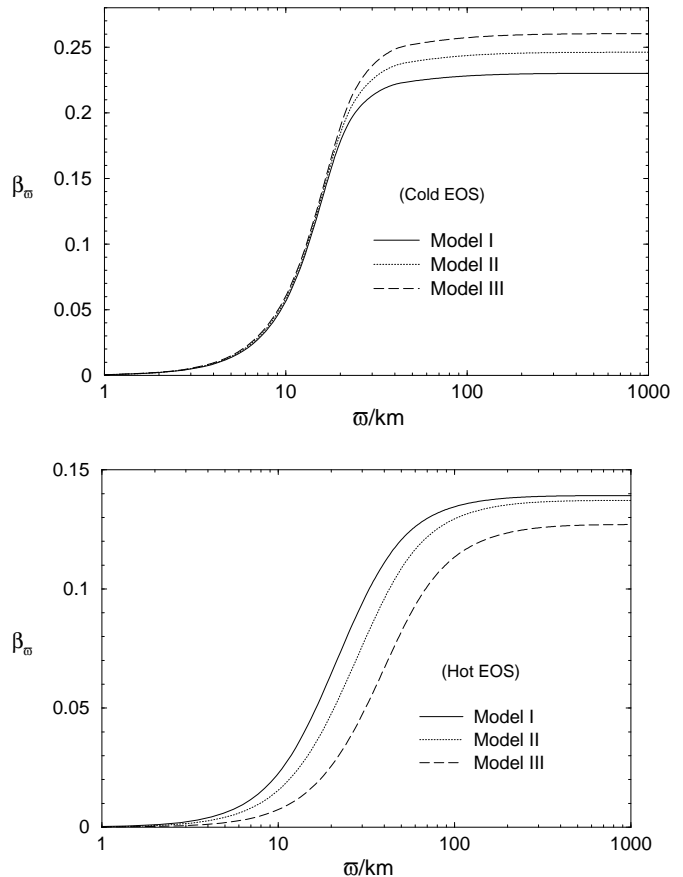 0.25
0.2
0.15
0.1
0.05
0
β_ϖ
(Cold EOS)
Model I
Model II
Model III
1 10 100 1000
ϖ/km
0.15
0.1
0.05
0
β_ϖ
(Hot EOS)
Model I
Model II
Model III
1 10 100 1000
ϖ/km